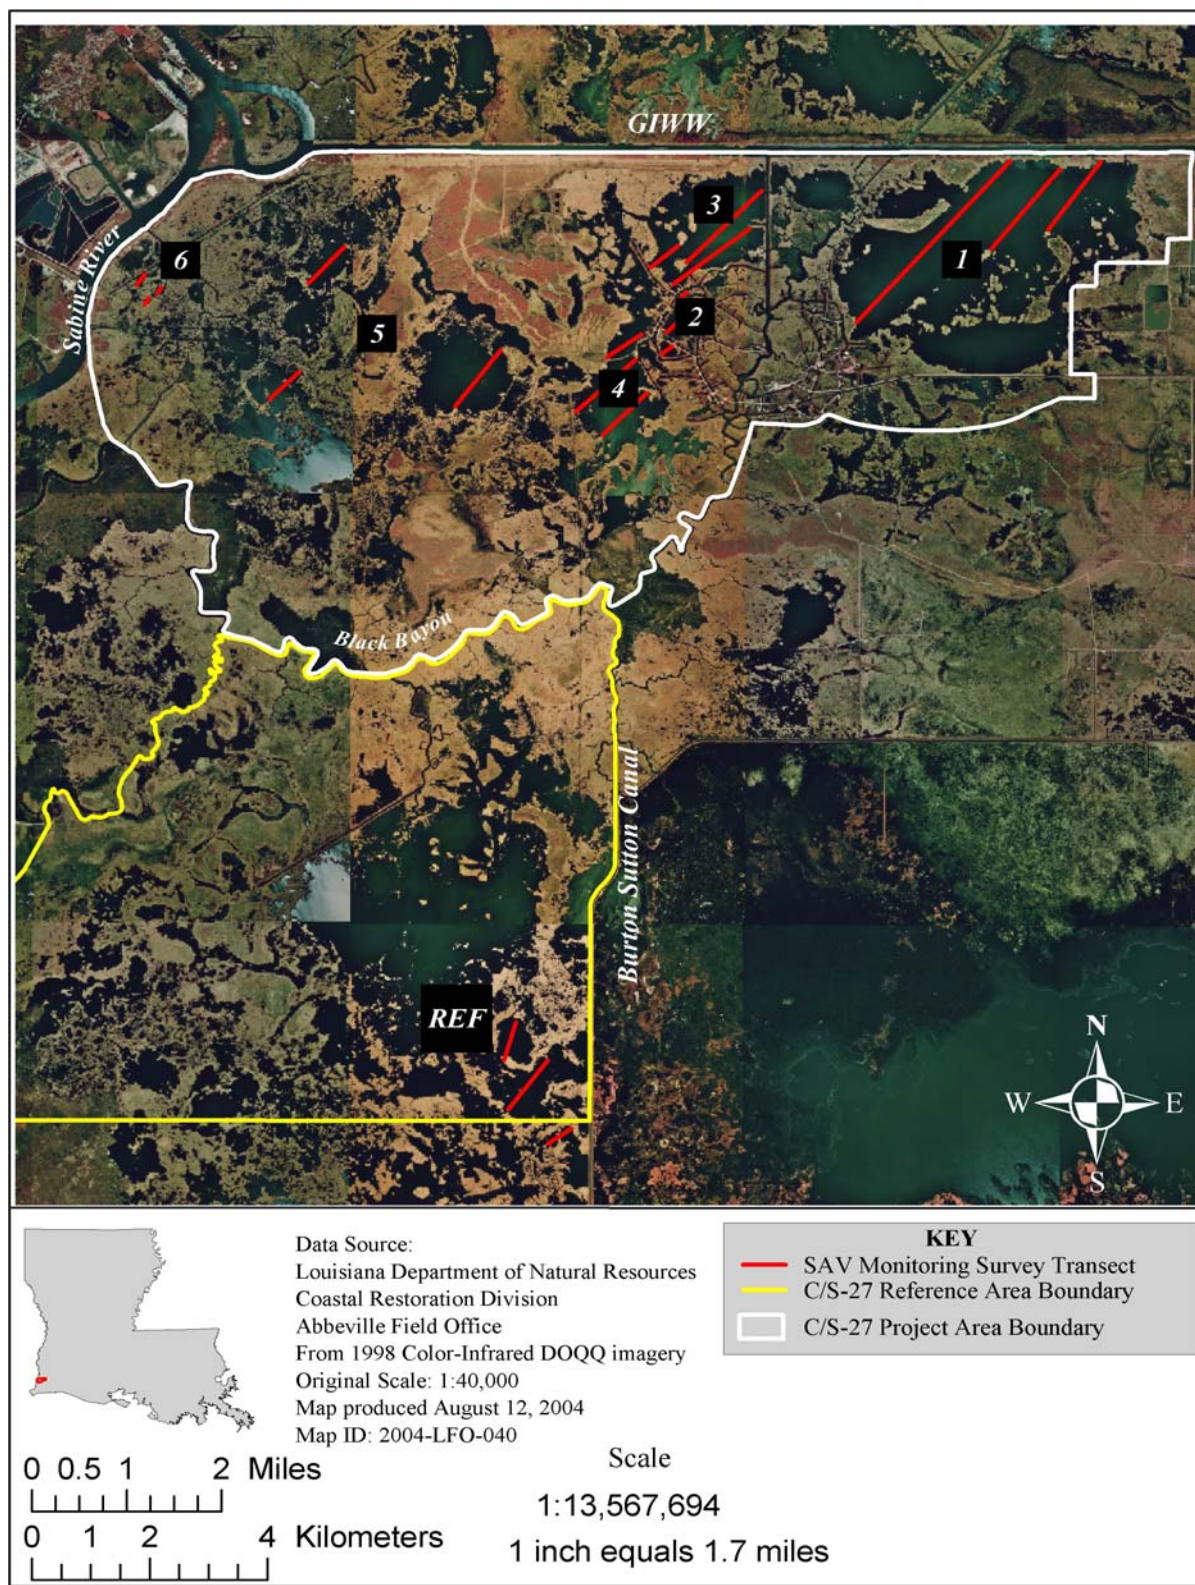 GIWW
3
1
6
Sabine River
2
5
4
Black Bayou
Burton Sutton Canal
REF
N
W E
S
Data Source:
Louisiana Department of Natural Resources
Coastal Restoration Division
Abbeville Field Office
From 1998 Color-Infrared DOQQ imagery
Original Scale: 1:40,000
Map produced August 12, 2004
Map ID: 2004-LFO-040
KEY
SAV Monitoring Survey Transect
C/S-27 Reference Area Boundary
C/S-27 Project Area Boundary
0 0.5 1 2 Miles
0 1 2 4 Kilometers
Scale
1:13,567,694
1 inch equals 1.7 miles